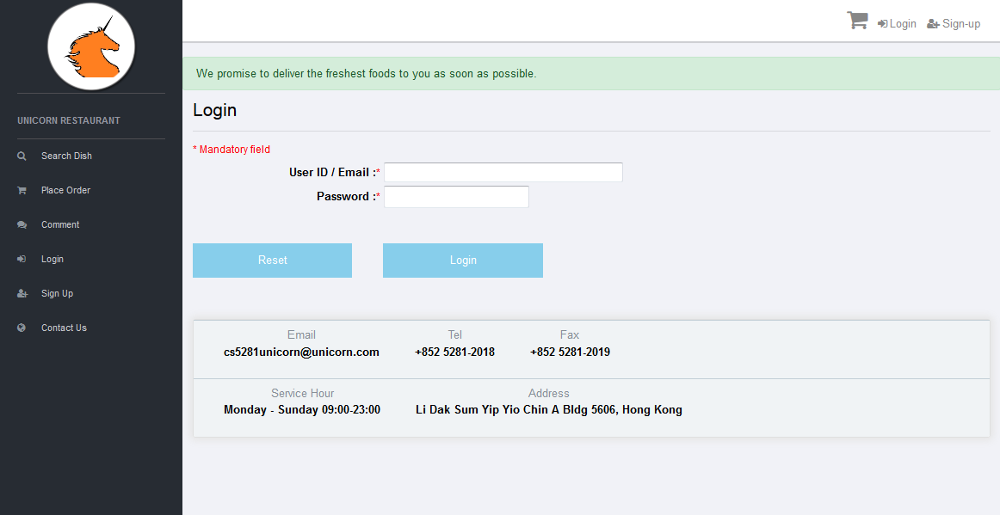 Login Sign-up
UNICORN RESTAURANT
Search Dish
Place Order
Comment
Login
Sign Up
Contact Us
We promise to deliver the freshest foods to you as soon as possible.
Login
* Mandatory field
User ID / Email :*
Password :*
Reset Login
Email Tel Fax
cs5281unicorn@unicorn.com +852 5281-2018 +852 5281-2019
Service Hour Address
Monday - Sunday 09:00-23:00 Li Dak Sum Yip Yio Chin A Bldg 5606, Hong Kong